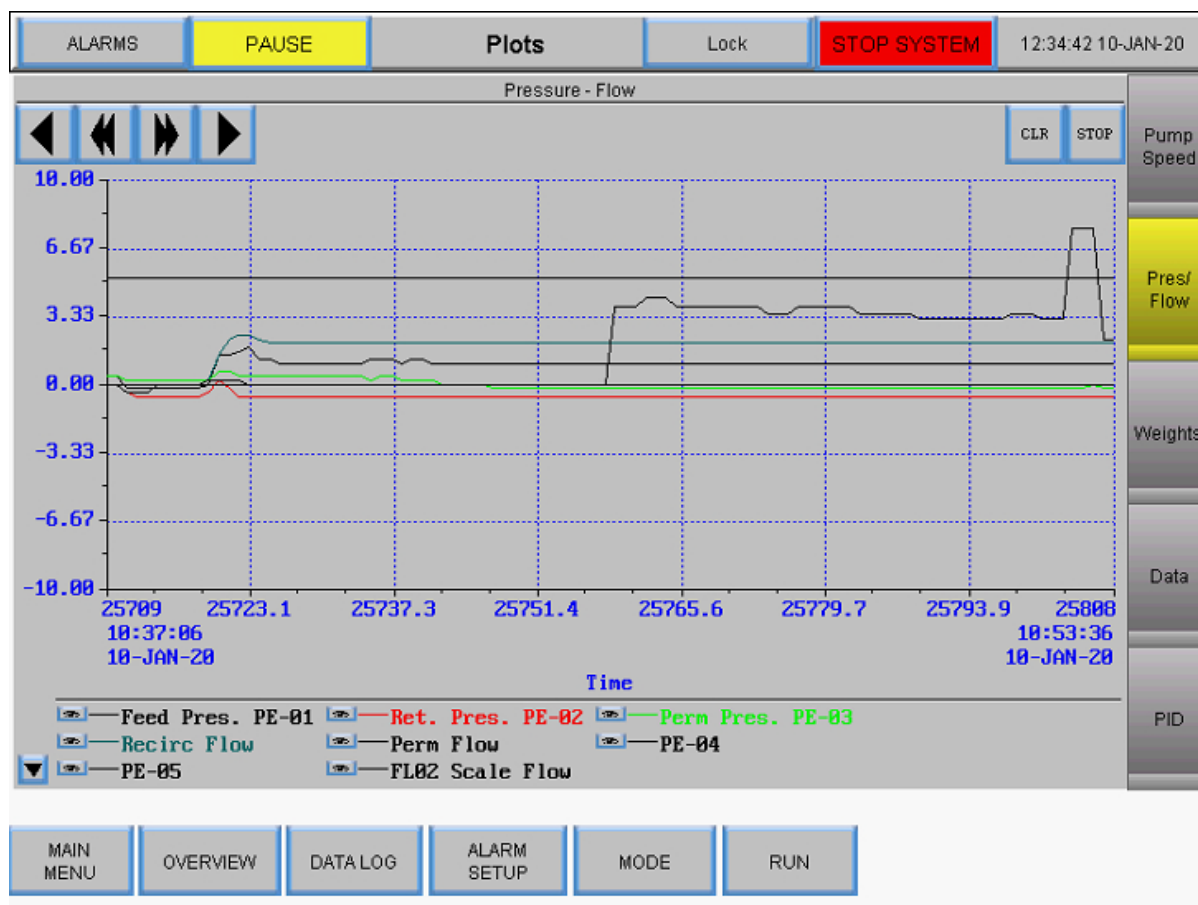 ALARMS PAUSE Plots Lock STOP SYSTEM 12:34:42 10-JAN-20
Pressure - Flow
CLR STOP
Pump
Speed
Pres/
Flow
Weights
Data
PID
10.00
6.67
3.33
0.00
-3.33
-6.67
-10.00
25709 25723.1 25737.3 25751.4 25765.6 25779.7 25793.9 25808
10:37:06 10:53:36
10-JAN-20 10-JAN-20
Time
Feed Pres. PE-01 Ret. Pres. PE-02 Perm Pres. PE-03
Recirc Flow Perm Flow PE-04
PE-05 FL02 Scale Flow
MAIN
MENU
OVERVIEW
DATA LOG
ALARM
SETUP
MODE
RUN